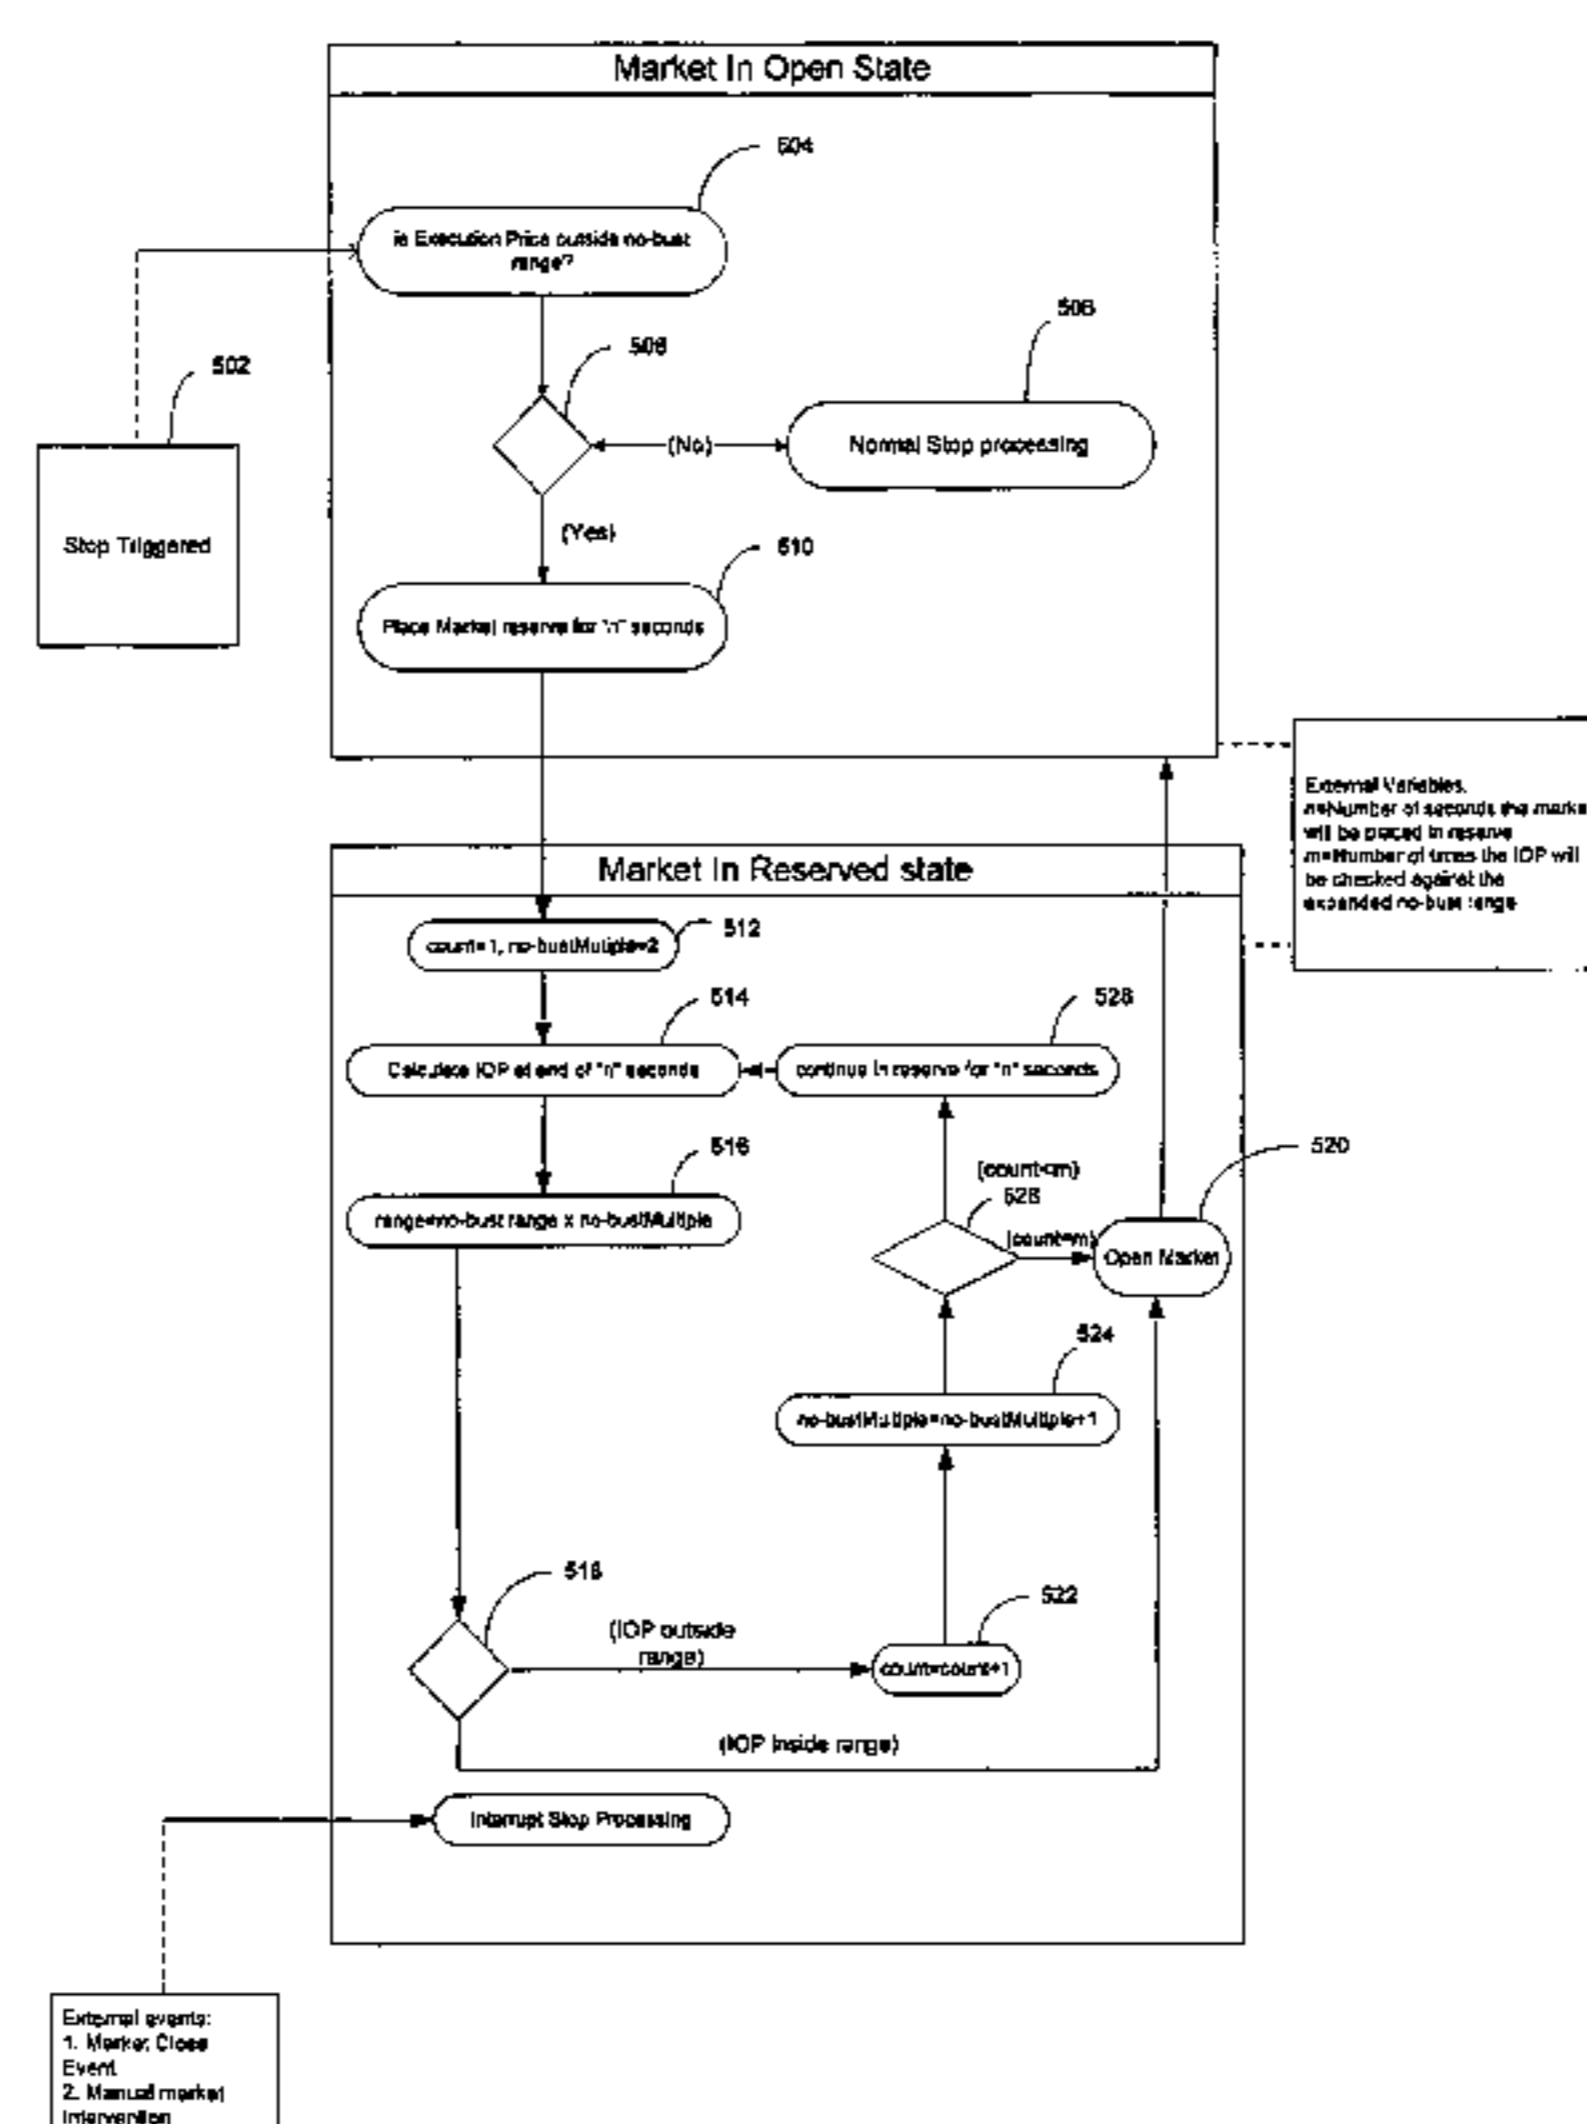 Market In Open State
504
is Execution Price outside no-bust
range?
506
508
502
(No)
Normal Stop processing
Stop Triggered
(Yes)
510
Place Market reserve for "n" seconds
External Variables.
n=Number of seconds the marke
will be placed in reserve
m=Number of times the IOP will
be checked against the
expanded no-bust range
Market In Reserved state
count=1, no-bustMutiple=2
512
514
528
Calculate IOP at end of "n" seconds
continue in reserve for "n" seconds
516
520
(count<m)
526
range=no-bust range x no-bustMultiple
(count=m)
Open Market
524
no-bustMultiple=no-bustMultiple+1
518
522
(IOP outside
range)
count=count+1
(IOP inside range)
Interrupt Stop Processing
External events:
1. Market Close
Event
2. Manual market
intervention